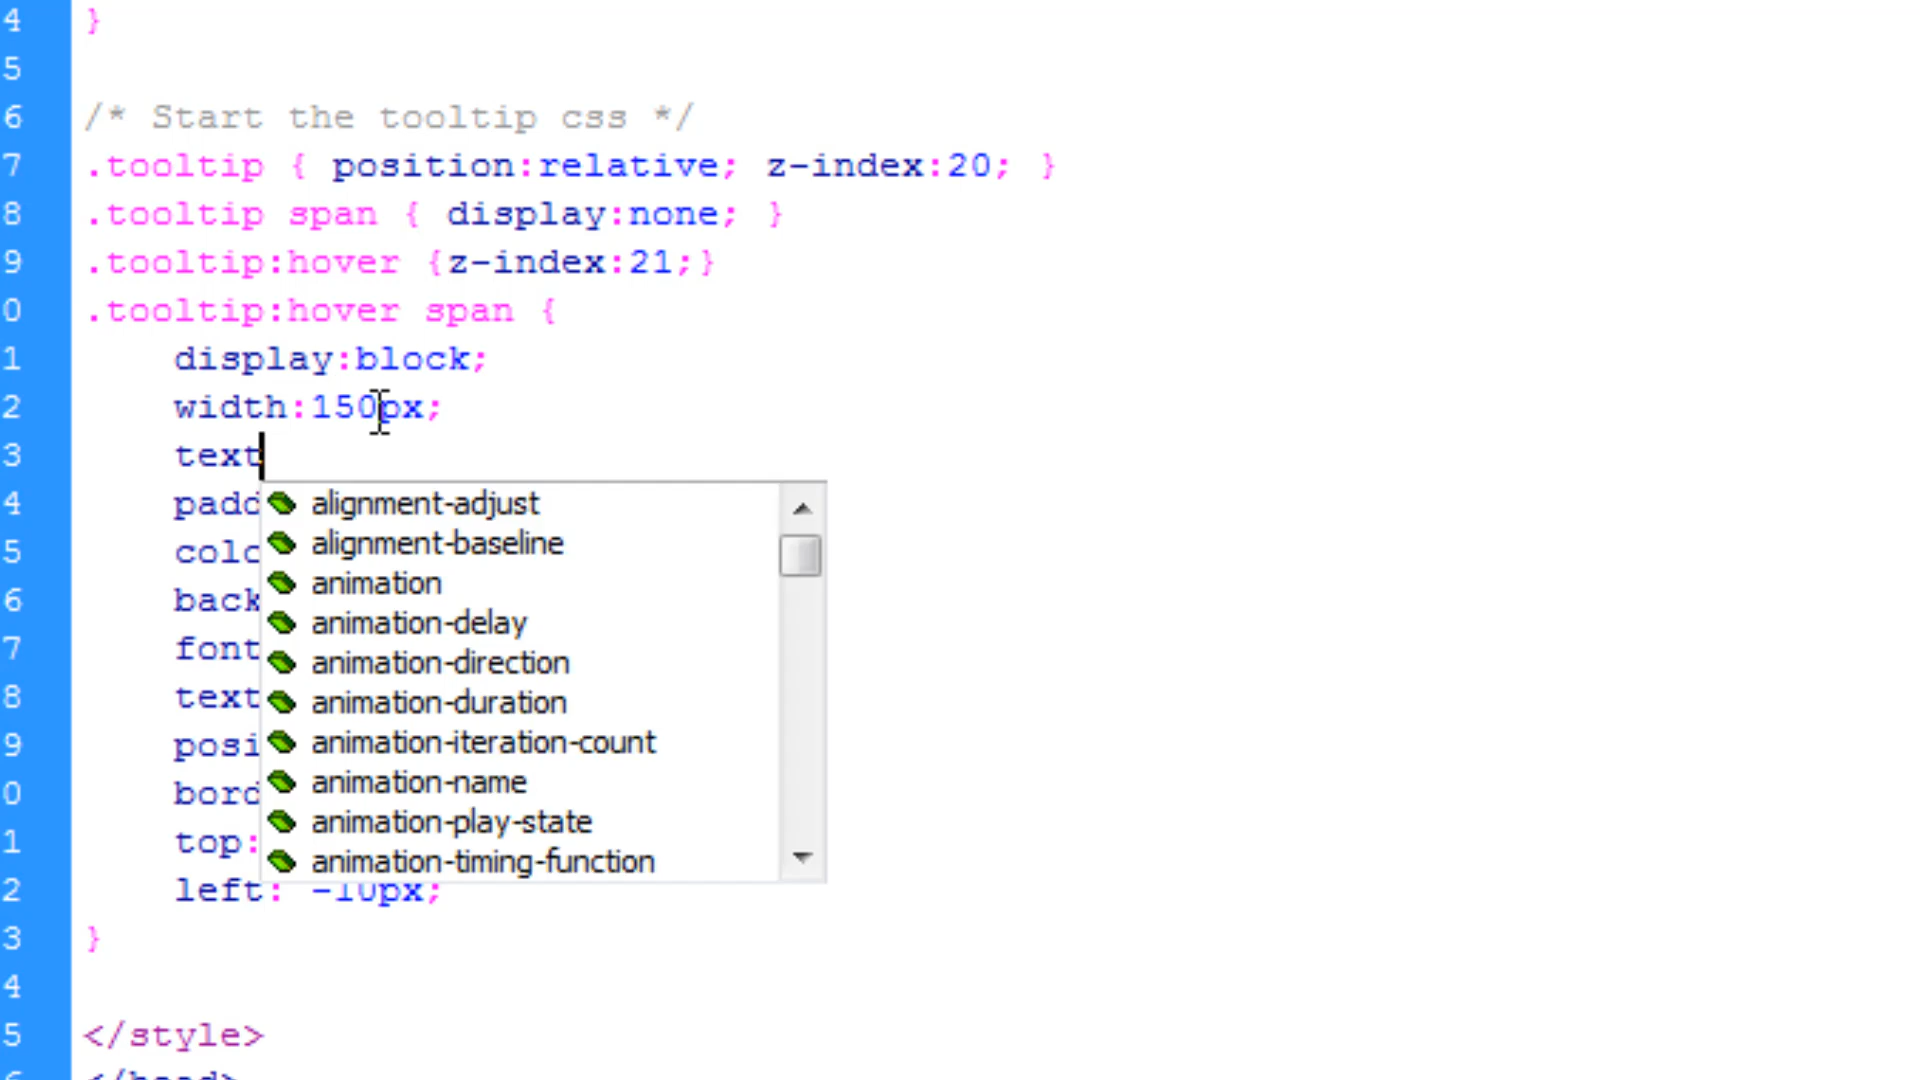 4 }
5
6 /* Start the tooltip css */
7 .tooltip { position:relative; z-index:20; }
8 .tooltip span { display:none; }
9 .tooltip:hover {z-index:21;}
0 .tooltip:hover span {
1 display:block;
2 width:150px;
3 text
4 padd
5 colo
6 back
7 font
8 text
9 posi
0 bord
1 top:
2 left: -10px;
3 }
4
5 </style>
alignment-adjust
alignment-baseline
animation
animation-delay
animation-direction
animation-duration
animation-iteration-count
animation-name
animation-play-state
animation-timing-function